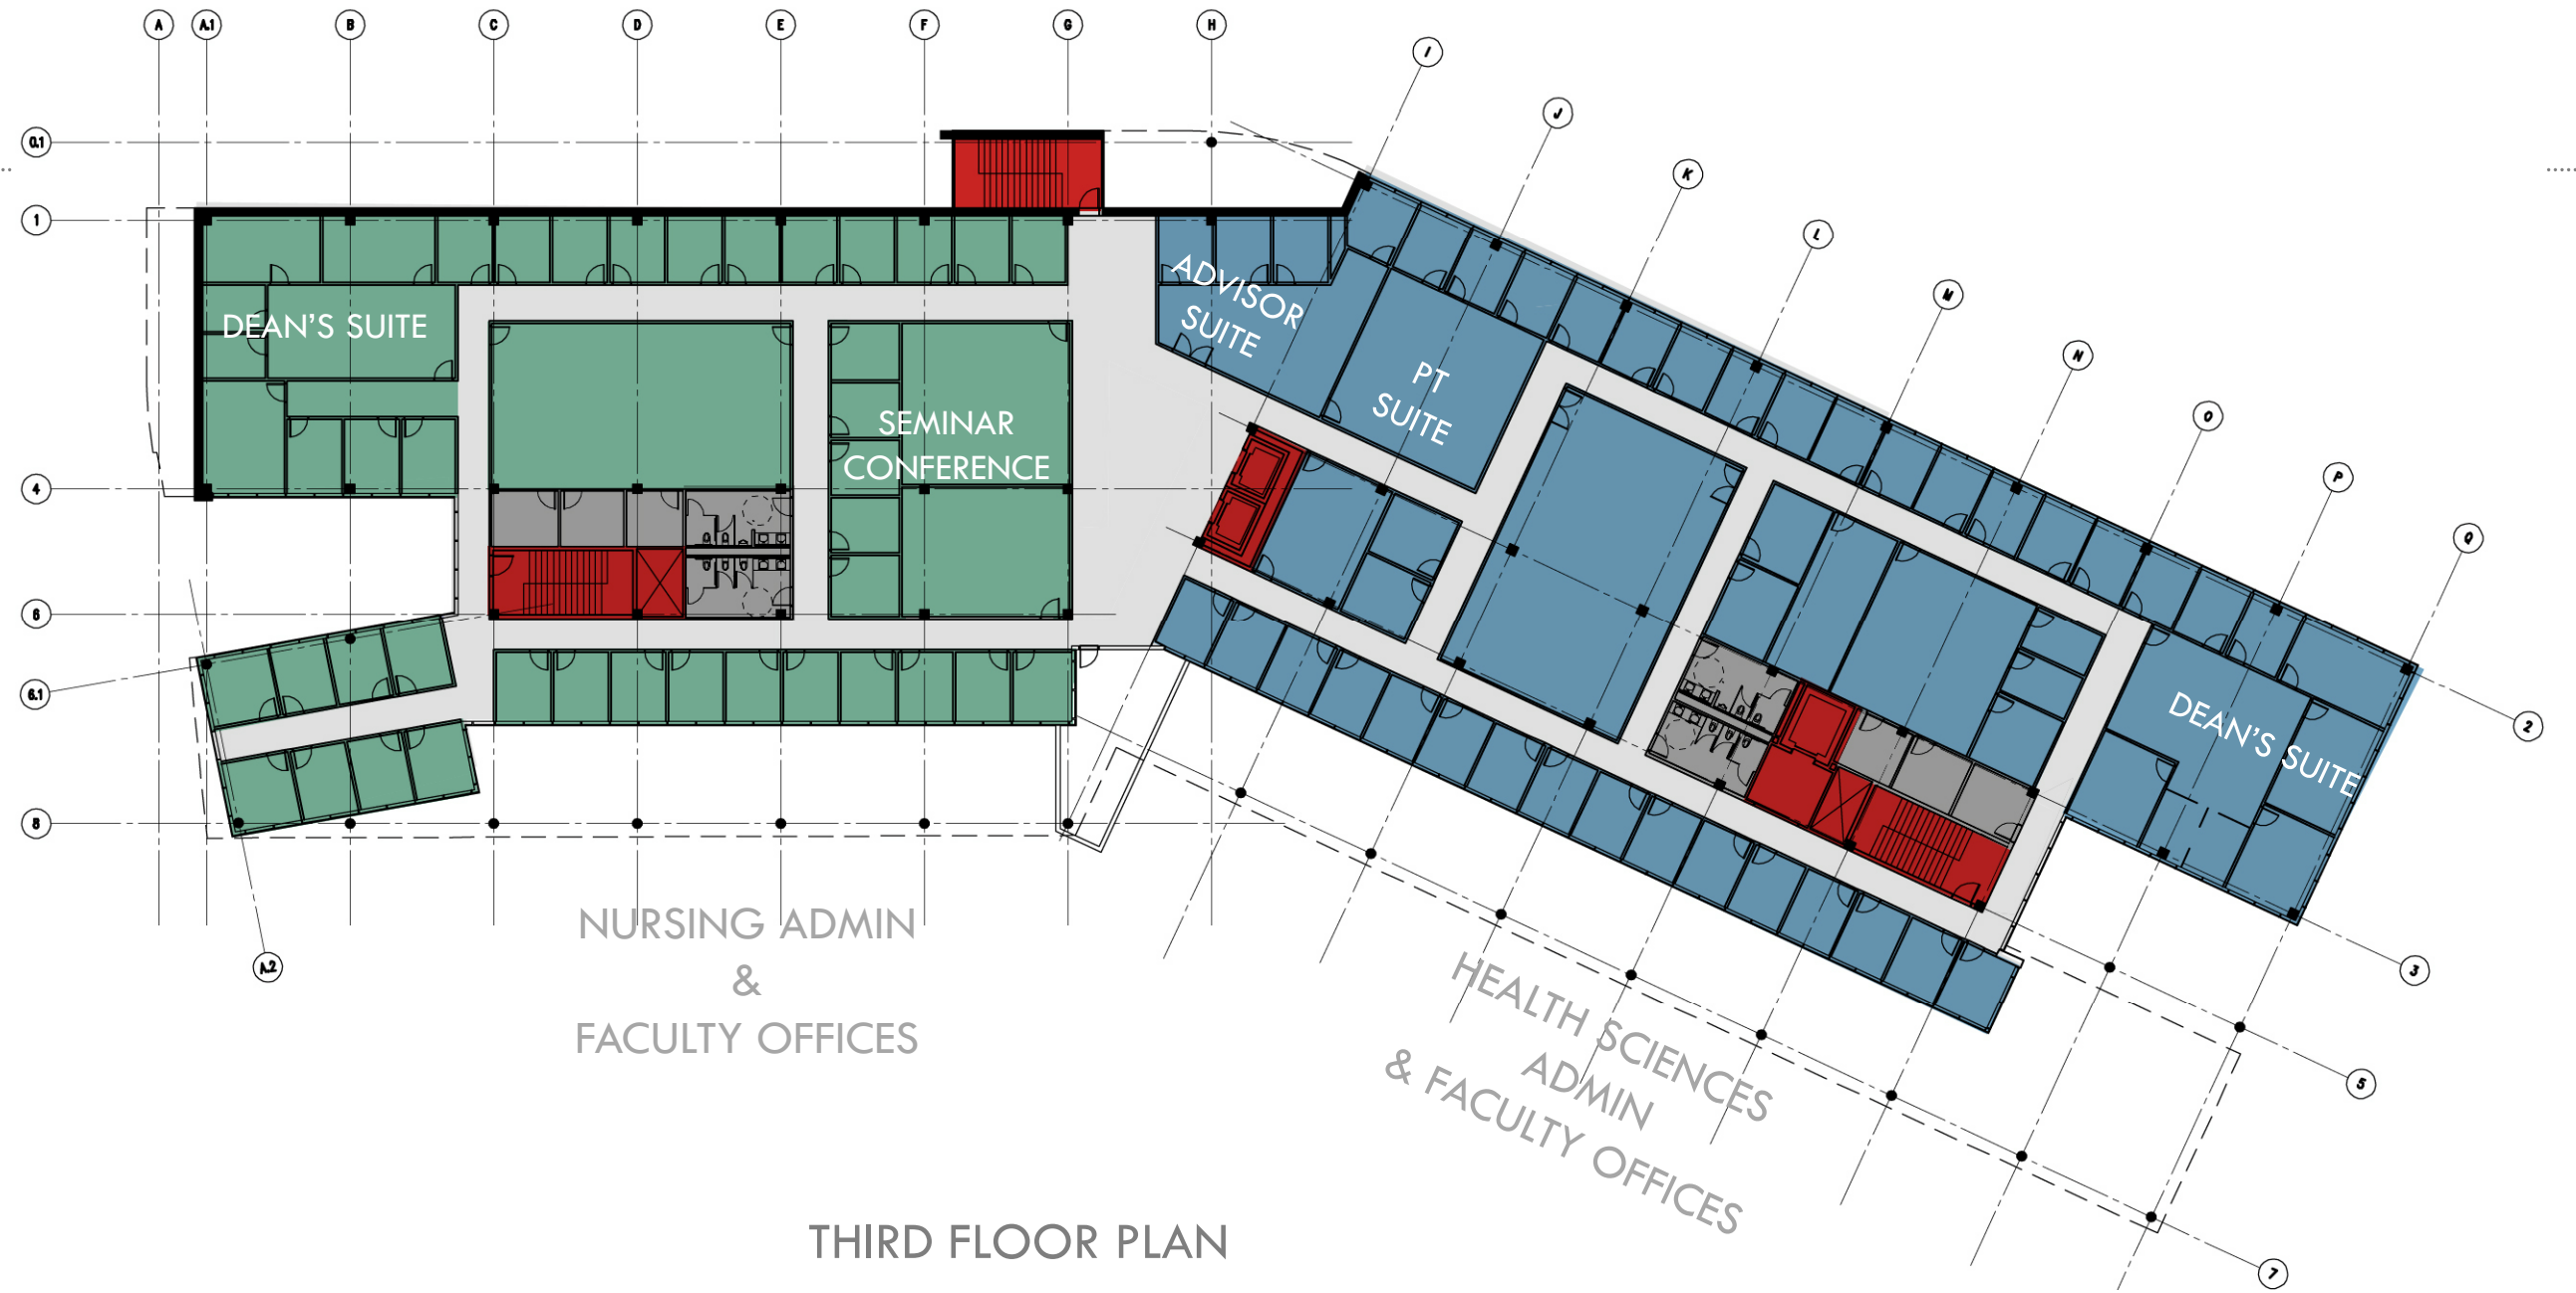 A
A.1
B
C
D
E
F
G
H
I
J
K
L
M
N
O
P
Q
0.1
1
4
6
6.1
8
A.2
2
3
5
7
DEAN'S SUITE
SEMINAR
CONFERENCE
ADVISOR
SUITE
PT
SUITE
DEAN'S SUITE
NURSING ADMIN
&
FACULTY OFFICES
HEALTH SCIENCES
ADMIN
& FACULTY OFFICES
THIRD FLOOR PLAN